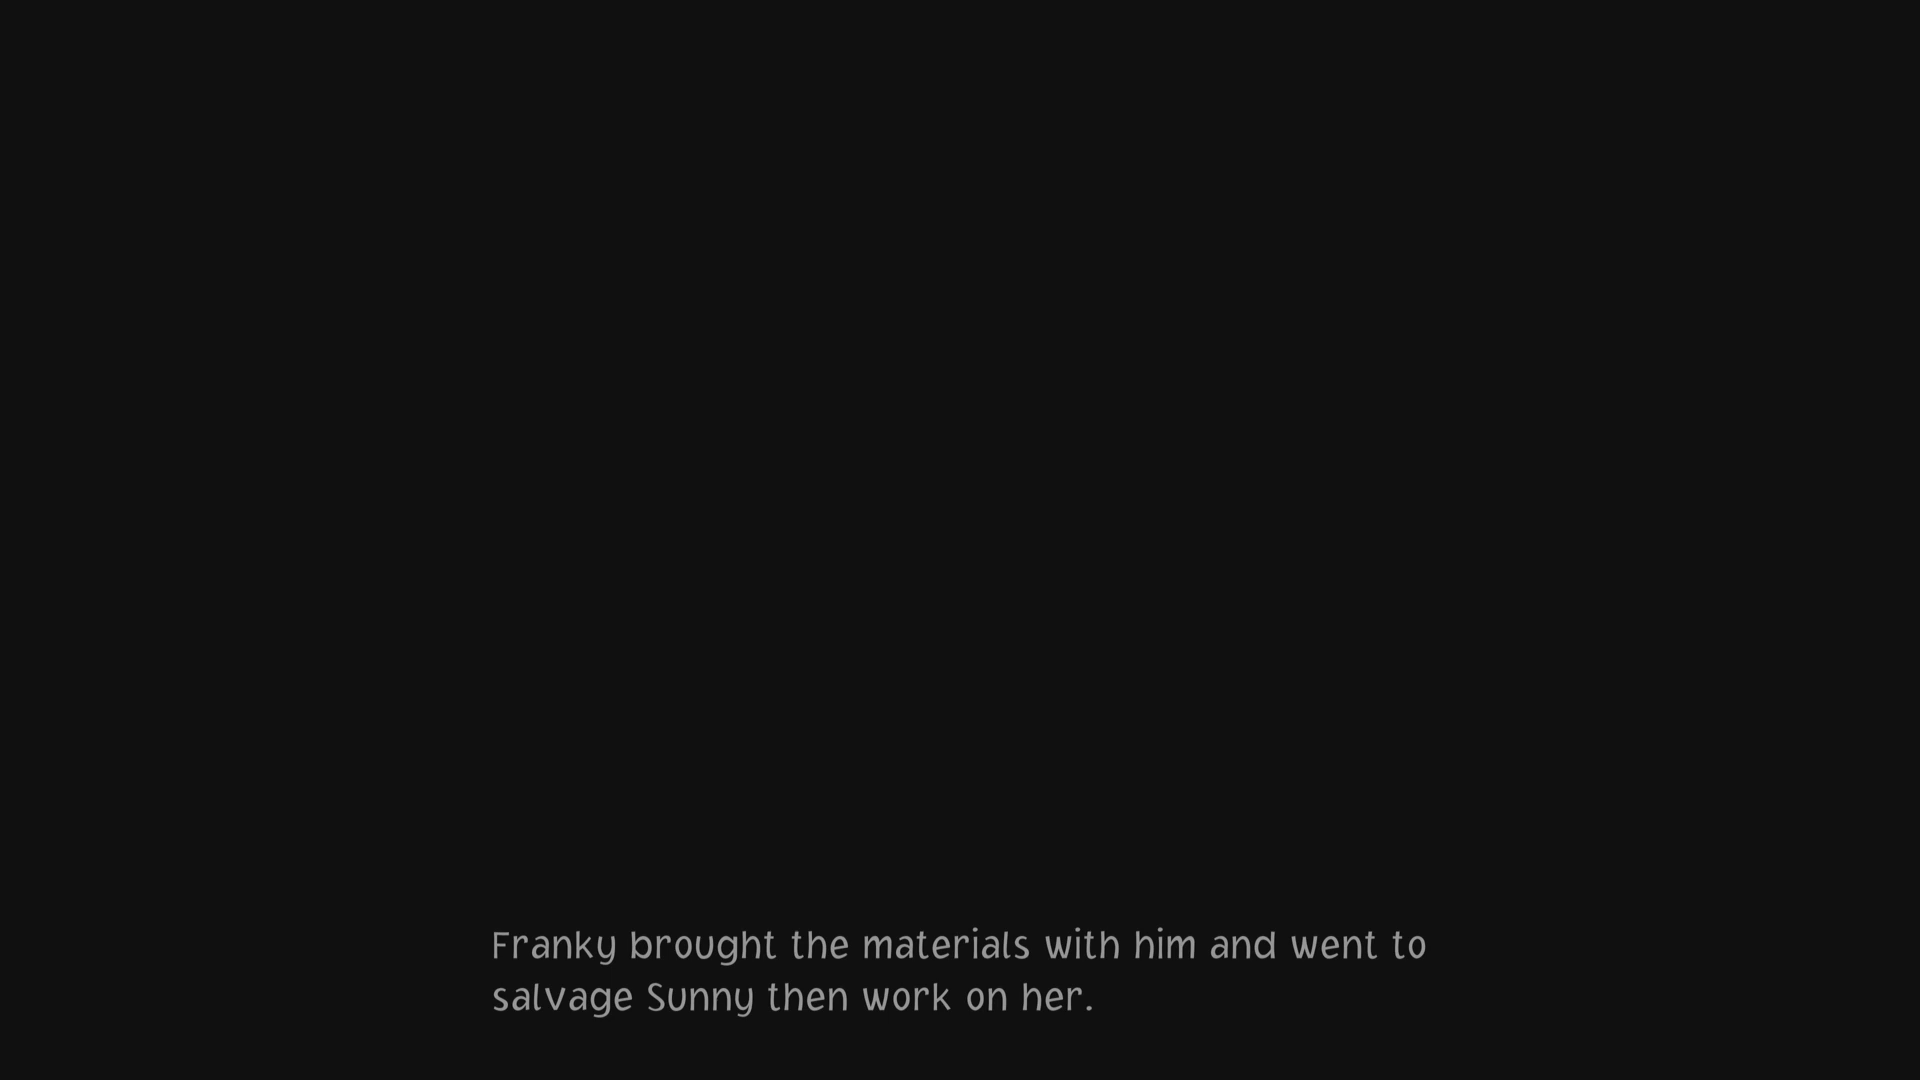 Franky brought the materials with him and went to
salvage Sunny then work on her.